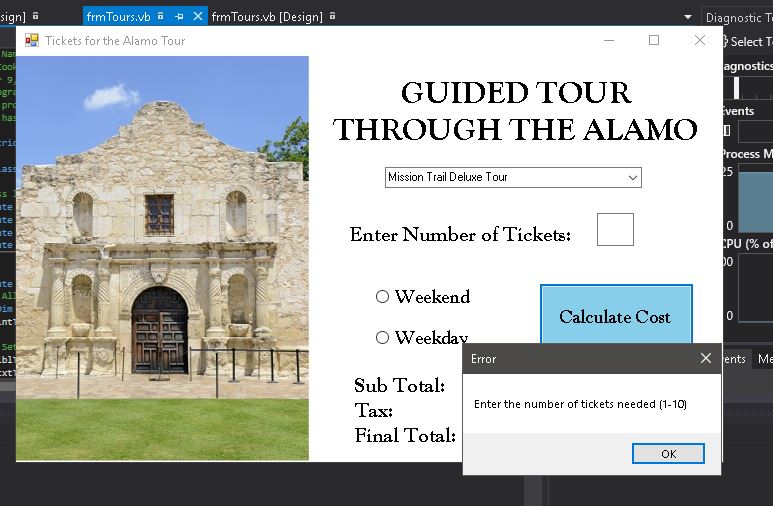 sign]
frmTours.vb
frmTours.vb [Design]
Diagnostic T
Tickets for the Alamo Tour
Select T
agnostics
Events
Process M
25
0
CPU (% of
00
0
ents
Me
GUIDED TOUR
THROUGH THE ALAMO
Mission Trail Deluxe Tour
Enter Number of Tickets:
Weekend
Weekday
Calculate Cost
Sub Total:
Tax:
Final Total:
Error
Enter the number of tickets needed (1-10)
OK